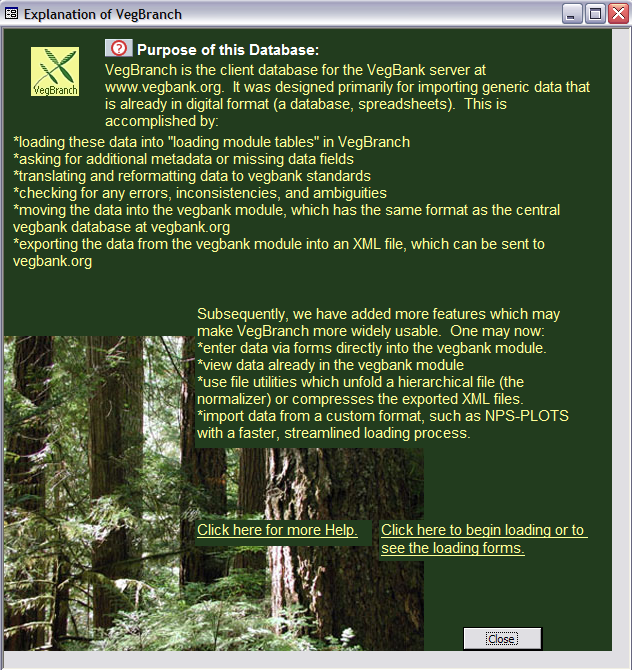 Explanation of VegBranch
VegBranch
Purpose of this Database:
VegBranch is the client database for the VegBank server at
www.vegbank.org. It was designed primarily for importing generic data that
is already in digital format (a database, spreadsheets). This is
accomplished by:
*loading these data into "loading module tables" in VegBranch
*asking for additional metadata or missing data fields
*translating and reformatting data to vegbank standards
*checking for any errors, inconsistencies, and ambiguities
*moving the data into the vegbank module, which has the same format as the central
vegbank database at vegbank.org
*exporting the data from the vegbank module into an XML file, which can be sent to
vegbank.org
Subsequently, we have added more features which may
make VegBranch more widely usable. One may now:
*enter data via forms directly into the vegbank module.
*view data already in the vegbank module
*use file utilities which unfold a hierarchical file (the
normalizer) or compresses the exported XML files.
*import data from a custom format, such as NPS-PLOTS
with a faster, streamlined loading process.
Click here for more Help.
Click here to begin loading or to
see the loading forms.
Close